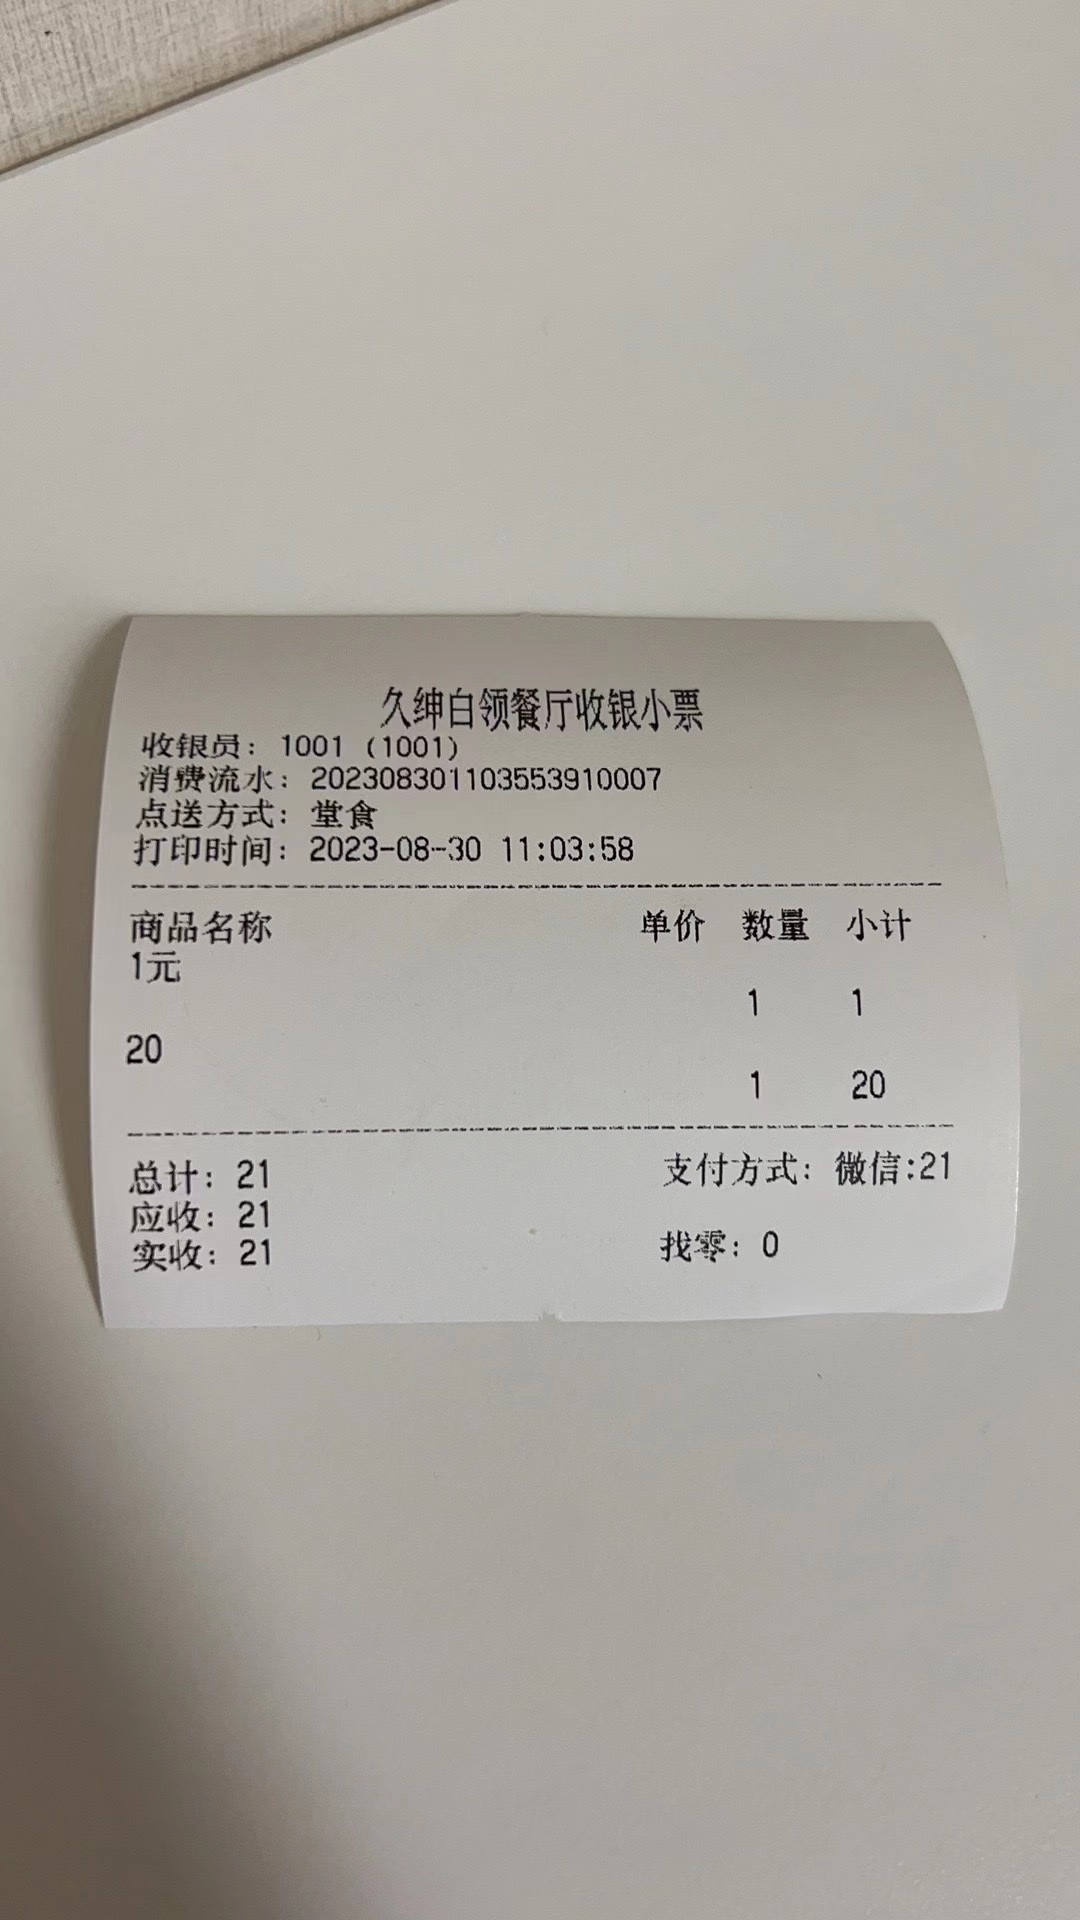 久绅白领餐厅收银小票
收银员：1001 (1001)
消费流水：202308301103553910007
点送方式：堂食
打印时间：2023-08-30 11:03:58
商品名称 单价 数量 小计
1元
1 1
20
1 20
总计：21 支付方式：微信:21
应收：21
实收：21 找零：0